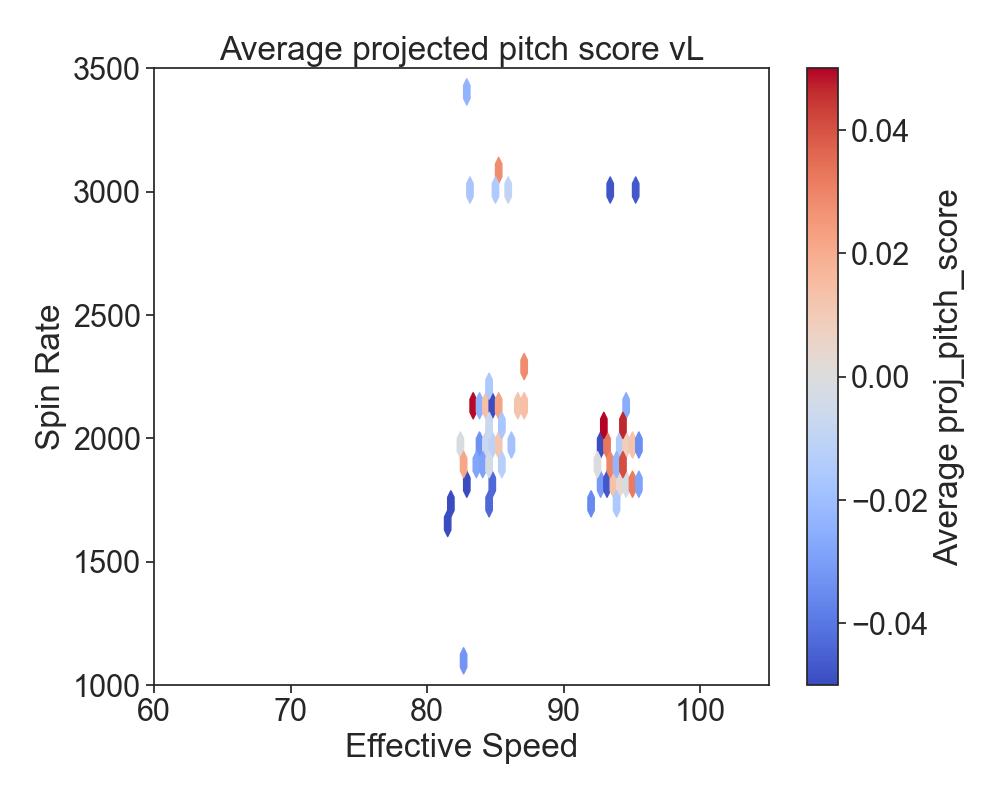 Average projected pitch score vL
3500
3000
2500
2000
1500
1000
Spin Rate
60 70 80 90 100
Effective Speed
0.04
0.02
0.00
−0.02
−0.04
Average proj_pitch_score